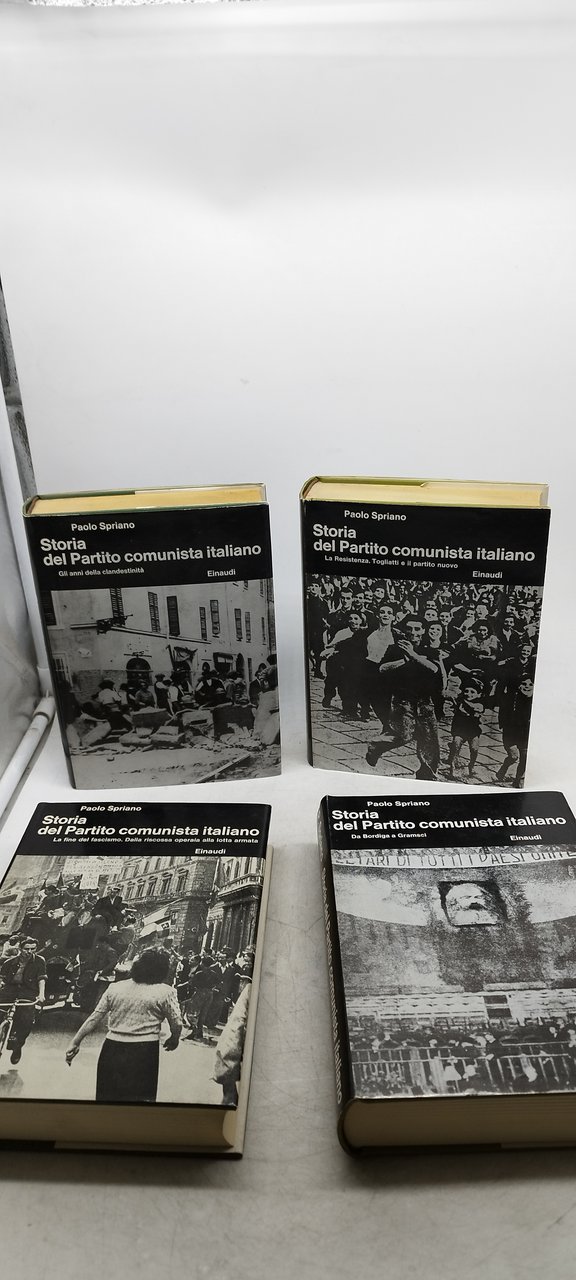 Paolo Spriano
Storia
del Partito comunista italiano
Gli anni della clandestinità
Einaudi
Paolo Spriano
Storia
del Partito comunista italiano
La Resistenza. Togliatti e il partito nuovo
Einaudi
Paolo Spriano
Storia
del Partito comunista italiano
La fine del fascismo. Dalla riscossa operaia alla lotta armata
Einaudi
Paolo Spriano
Storia
del Partito comunista italiano
Da Bordiga a Gramsci
Einaudi
DI TUTTI